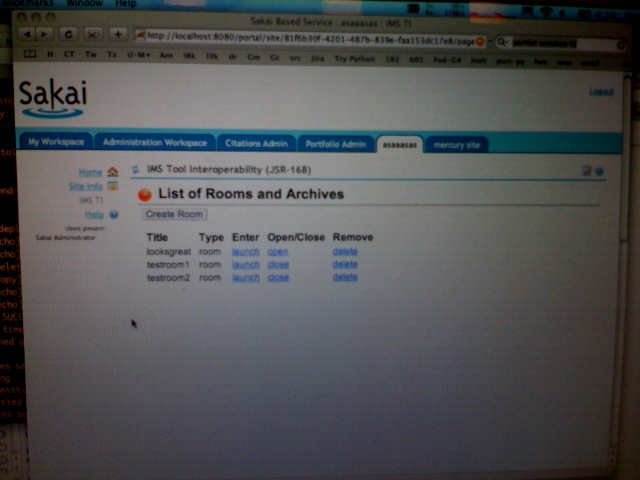 Bookmarks Window Help
Sakai Based Service : asaaasas : IMS TI
http://localhost:8080/portal/site/81f6b30f-4201-487b-839e-faa153dc17e8/page
H CT Tw Tz U-M Ant 18k 1bk dr Gm Gc src Jira Try Python 182 601 Fed-G4
Sakai
Logout
My Workspace Administration Workspace Citations Admin Portfolio Admin asaaasas mercury site
Home
Site Info
IMS TI
Help
Users present:
Sakai Administrator
IMS Tool Interoperability (JSR-168)
List of Rooms and Archives
Create Room
Title Type Enter Open/Close Remove
looksgreat room launch open delete
testroom1 room launch close delete
testroom2 room launch close delete